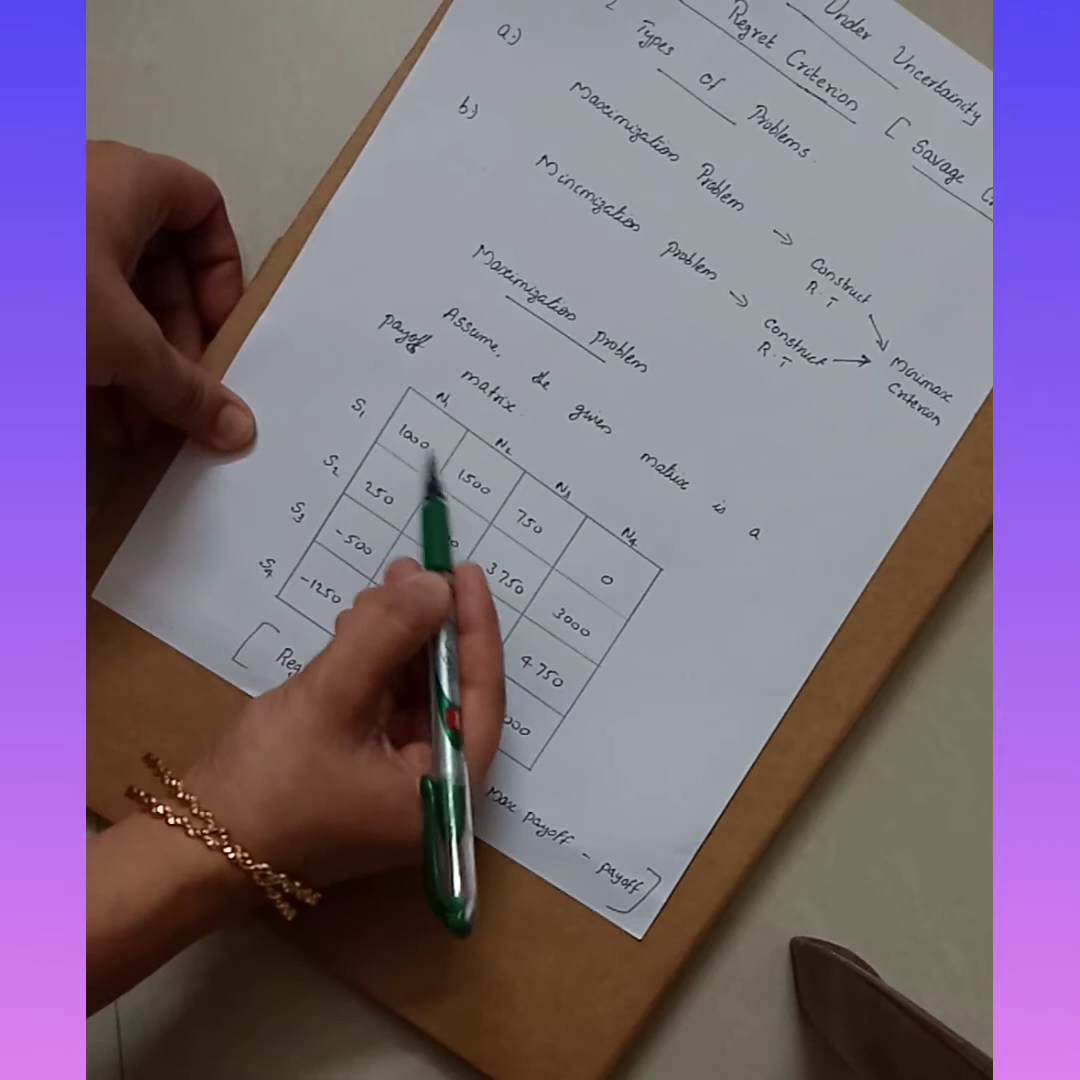 Under Uncertainity
Regret Criterion [ Savage
2 Types of Problems.
a.) Maximization Problem → Construct R.T
b.) Minimization problem → Construct R.T
Minimax Criterion
Maximization problem
Assume, the given matrix is a
payoff matrix.
N1 N2 N3 N4
S1 1000 1500 750 0
S2 250 3750 3000
S3 -500 4750
S4 -1250
Max payoff - payoff ]